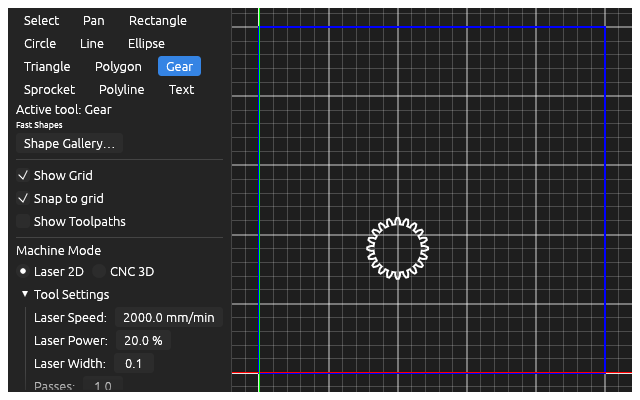 Select Pan Rectangle
Circle Line Ellipse
Triangle Polygon Gear
Sprocket Polyline Text
Active tool: Gear
Fast Shapes
Shape Gallery...
Show Grid
Snap to grid
Show Toolpaths
Machine Mode
Laser 2D CNC 3D
Tool Settings
Laser Speed: 2000.0 mm/min
Laser Power: 20.0 %
Laser Width: 0.1
Passes: 1.0